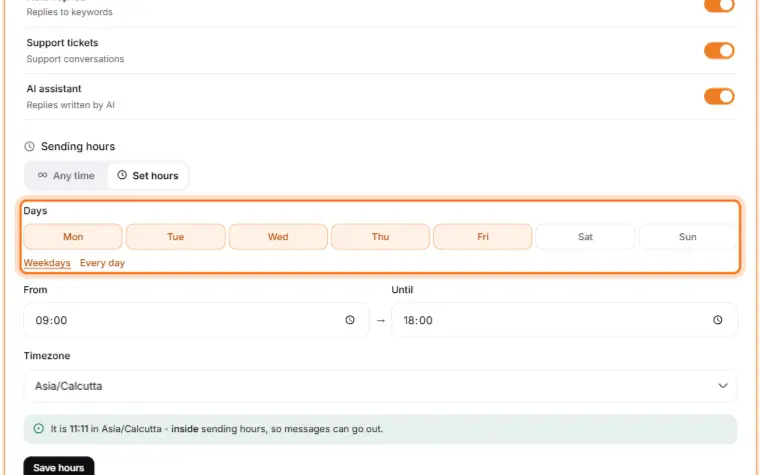 Replies to keywords
Support tickets
Support conversations
AI assistant
Replies written by AI
Sending hours
∞ Any time Set hours
Days
Mon Tue Wed Thu Fri Sat Sun
Weekdays Every day
From Until
09:00 → 18:00
Timezone
Asia/Calcutta
It is 11:11 in Asia/Calcutta - inside sending hours, so messages can go out.
Save hours